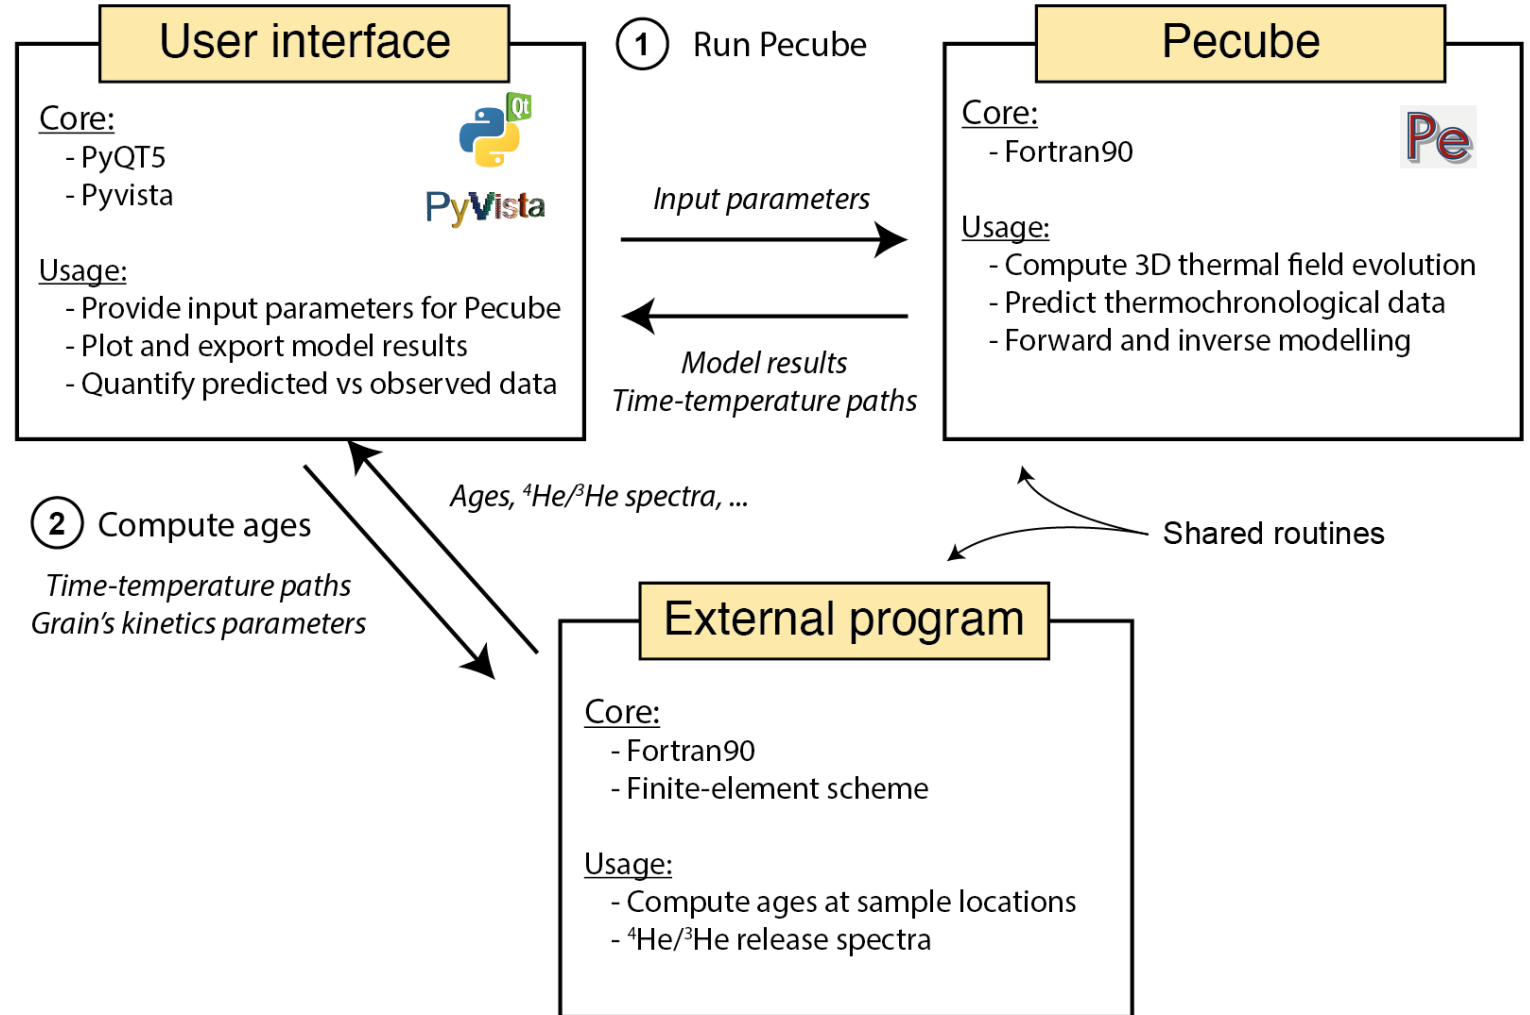 User interface
Core:
- PyQT5
- Pyvista
Qt
PyVista
Usage:
- Provide input parameters for Pecube
- Plot and export model results
- Quantify predicted vs observed data
1 Run Pecube
Input parameters
Model results
Time-temperature paths
Pecube
Core:
- Fortran90
Pe
Usage:
- Compute 3D thermal field evolution
- Predict thermochronological data
- Forward and inverse modelling
2 Compute ages
Time-temperature paths
Grain's kinetics parameters
Ages, ⁴He/³He spectra, ...
Shared routines
External program
Core:
- Fortran90
- Finite-element scheme
Usage:
- Compute ages at sample locations
- ⁴He/³He release spectra